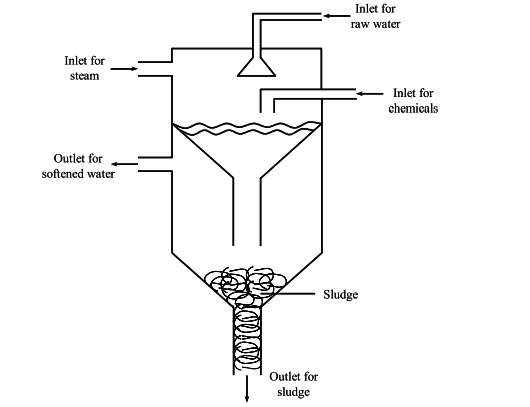 Inlet for
raw water
Inlet for
steam
Inlet for
chemicals
Outlet for
softened water
Sludge
Outlet for
sludge